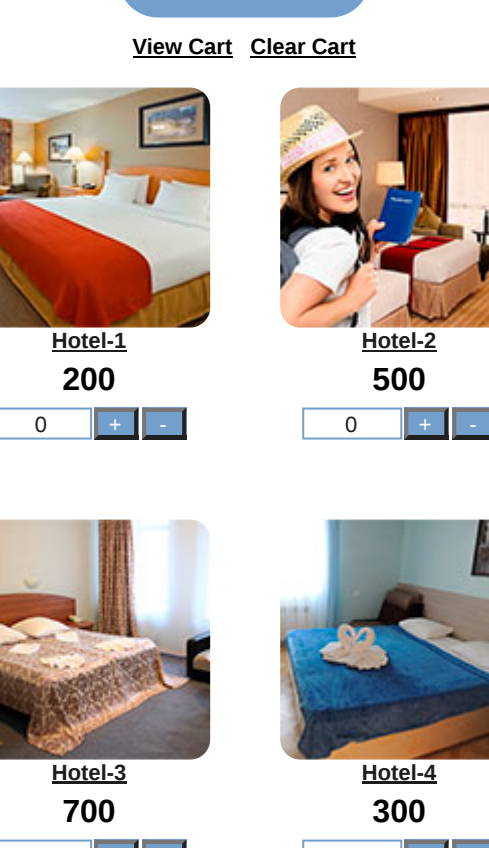 View Cart Clear Cart
Hotel-1
200
0 + -
Hotel-2
500
0 + -
Hotel-3
700
Hotel-4
300